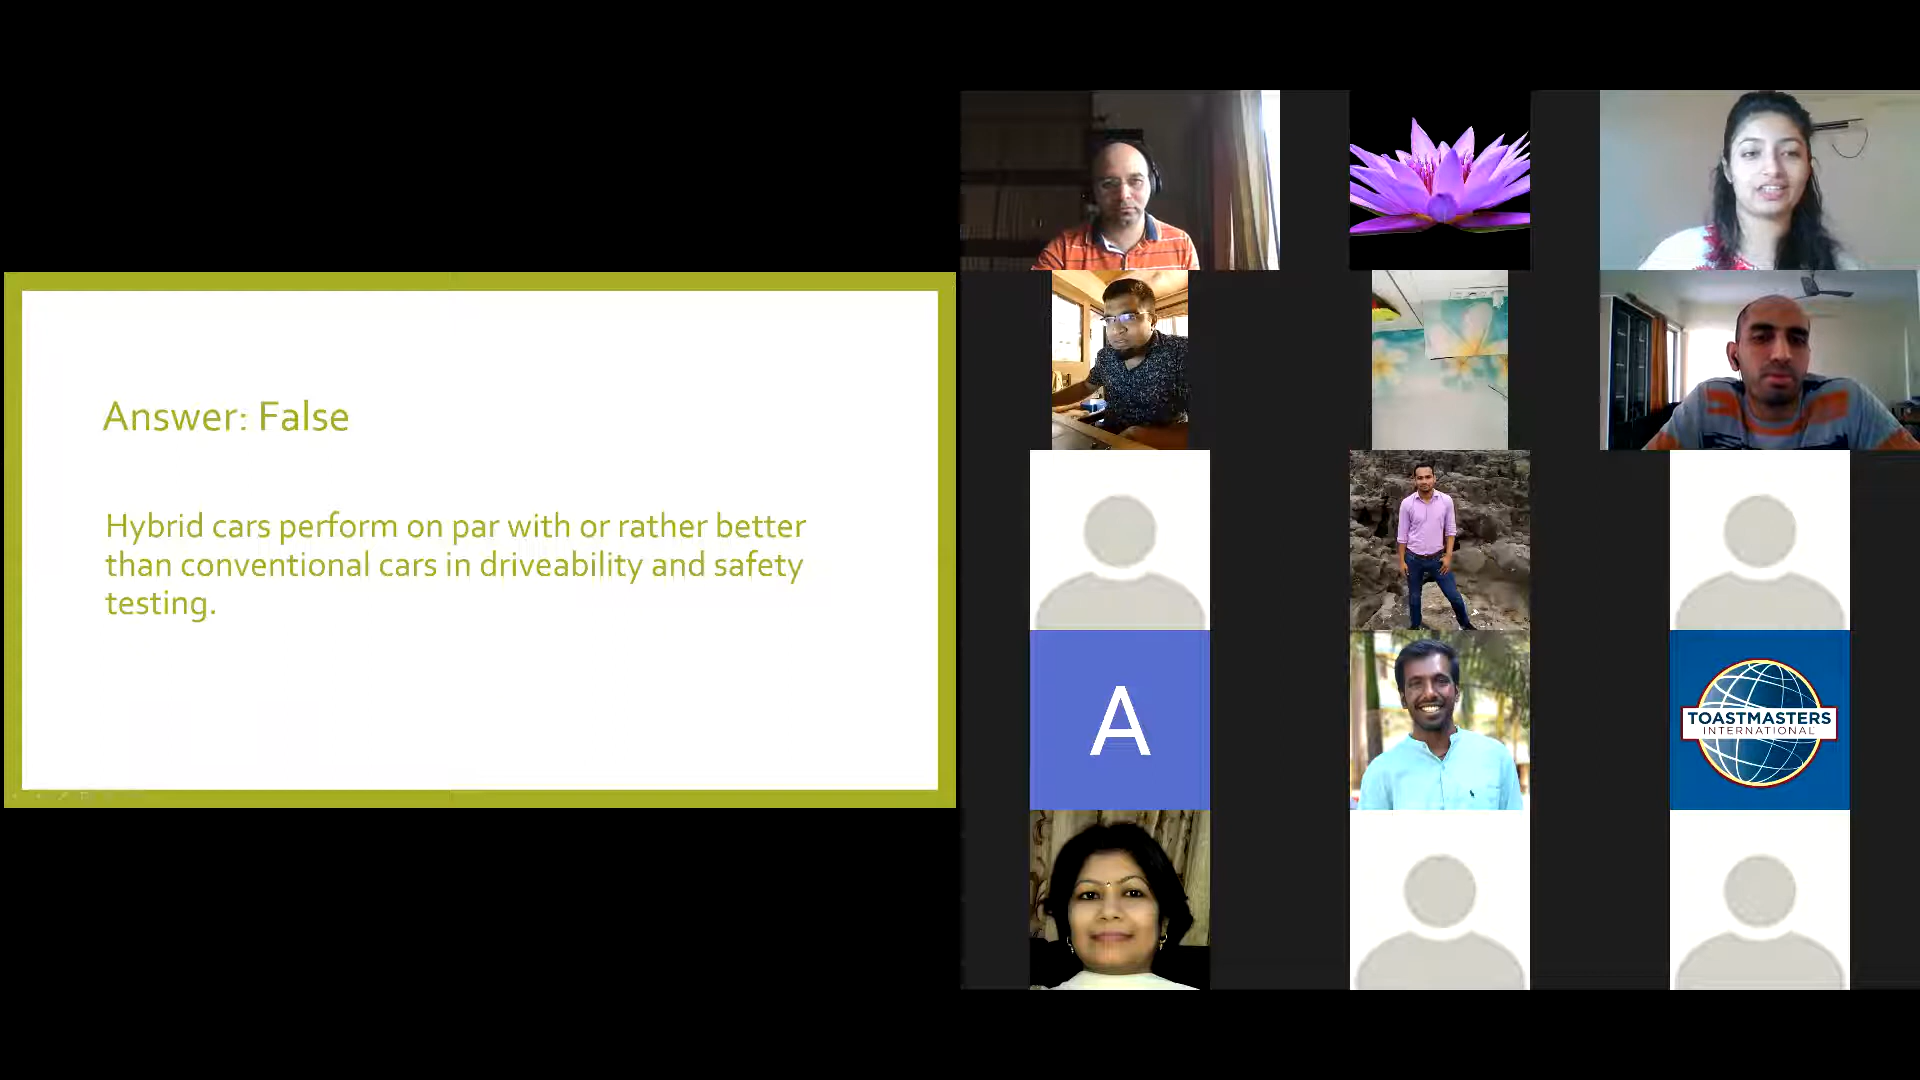 Answer: False
Hybrid cars perform on par with or rather better
than conventional cars in driveability and safety
testing.
A
TOASTMASTERS
INTERNATIONAL